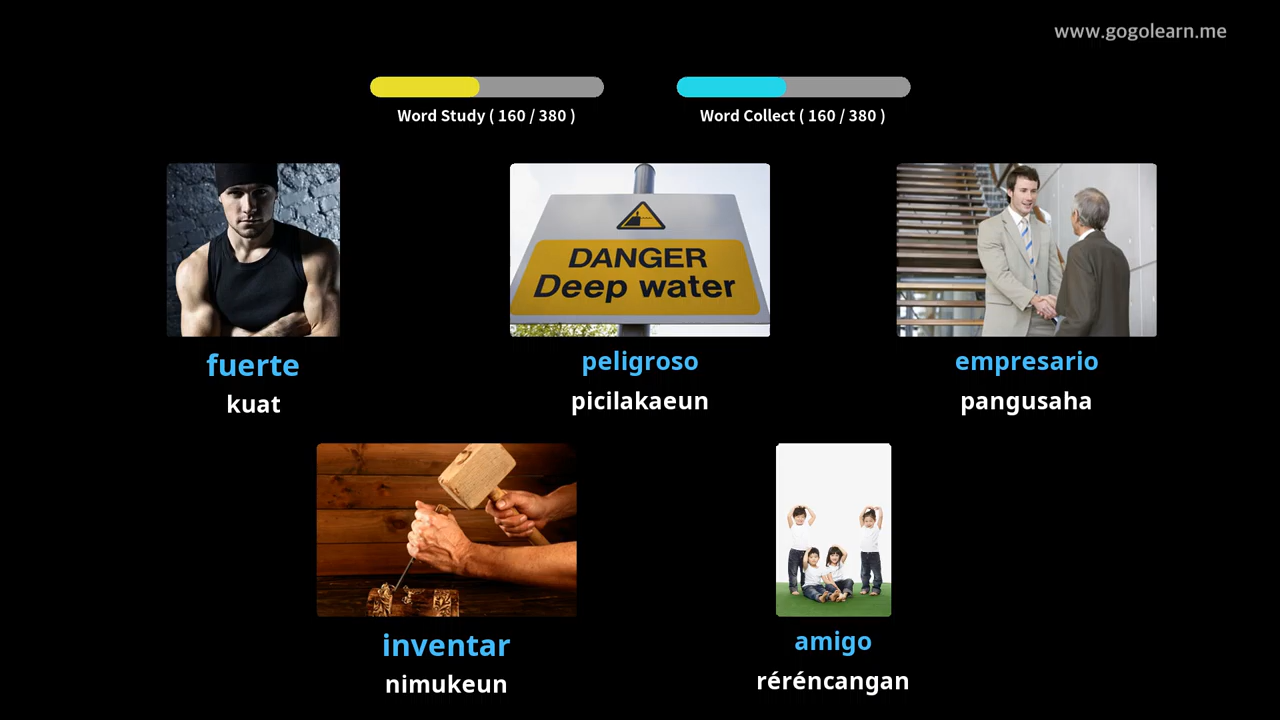 www.gogolearn.me
Word Study ( 160 / 380 )
Word Collect ( 160 / 380 )
DANGER
Deep water
fuerte
kuat
peligroso
picilakaeun
empresario
pangusaha
inventar
nimukeun
amigo
réréncangan